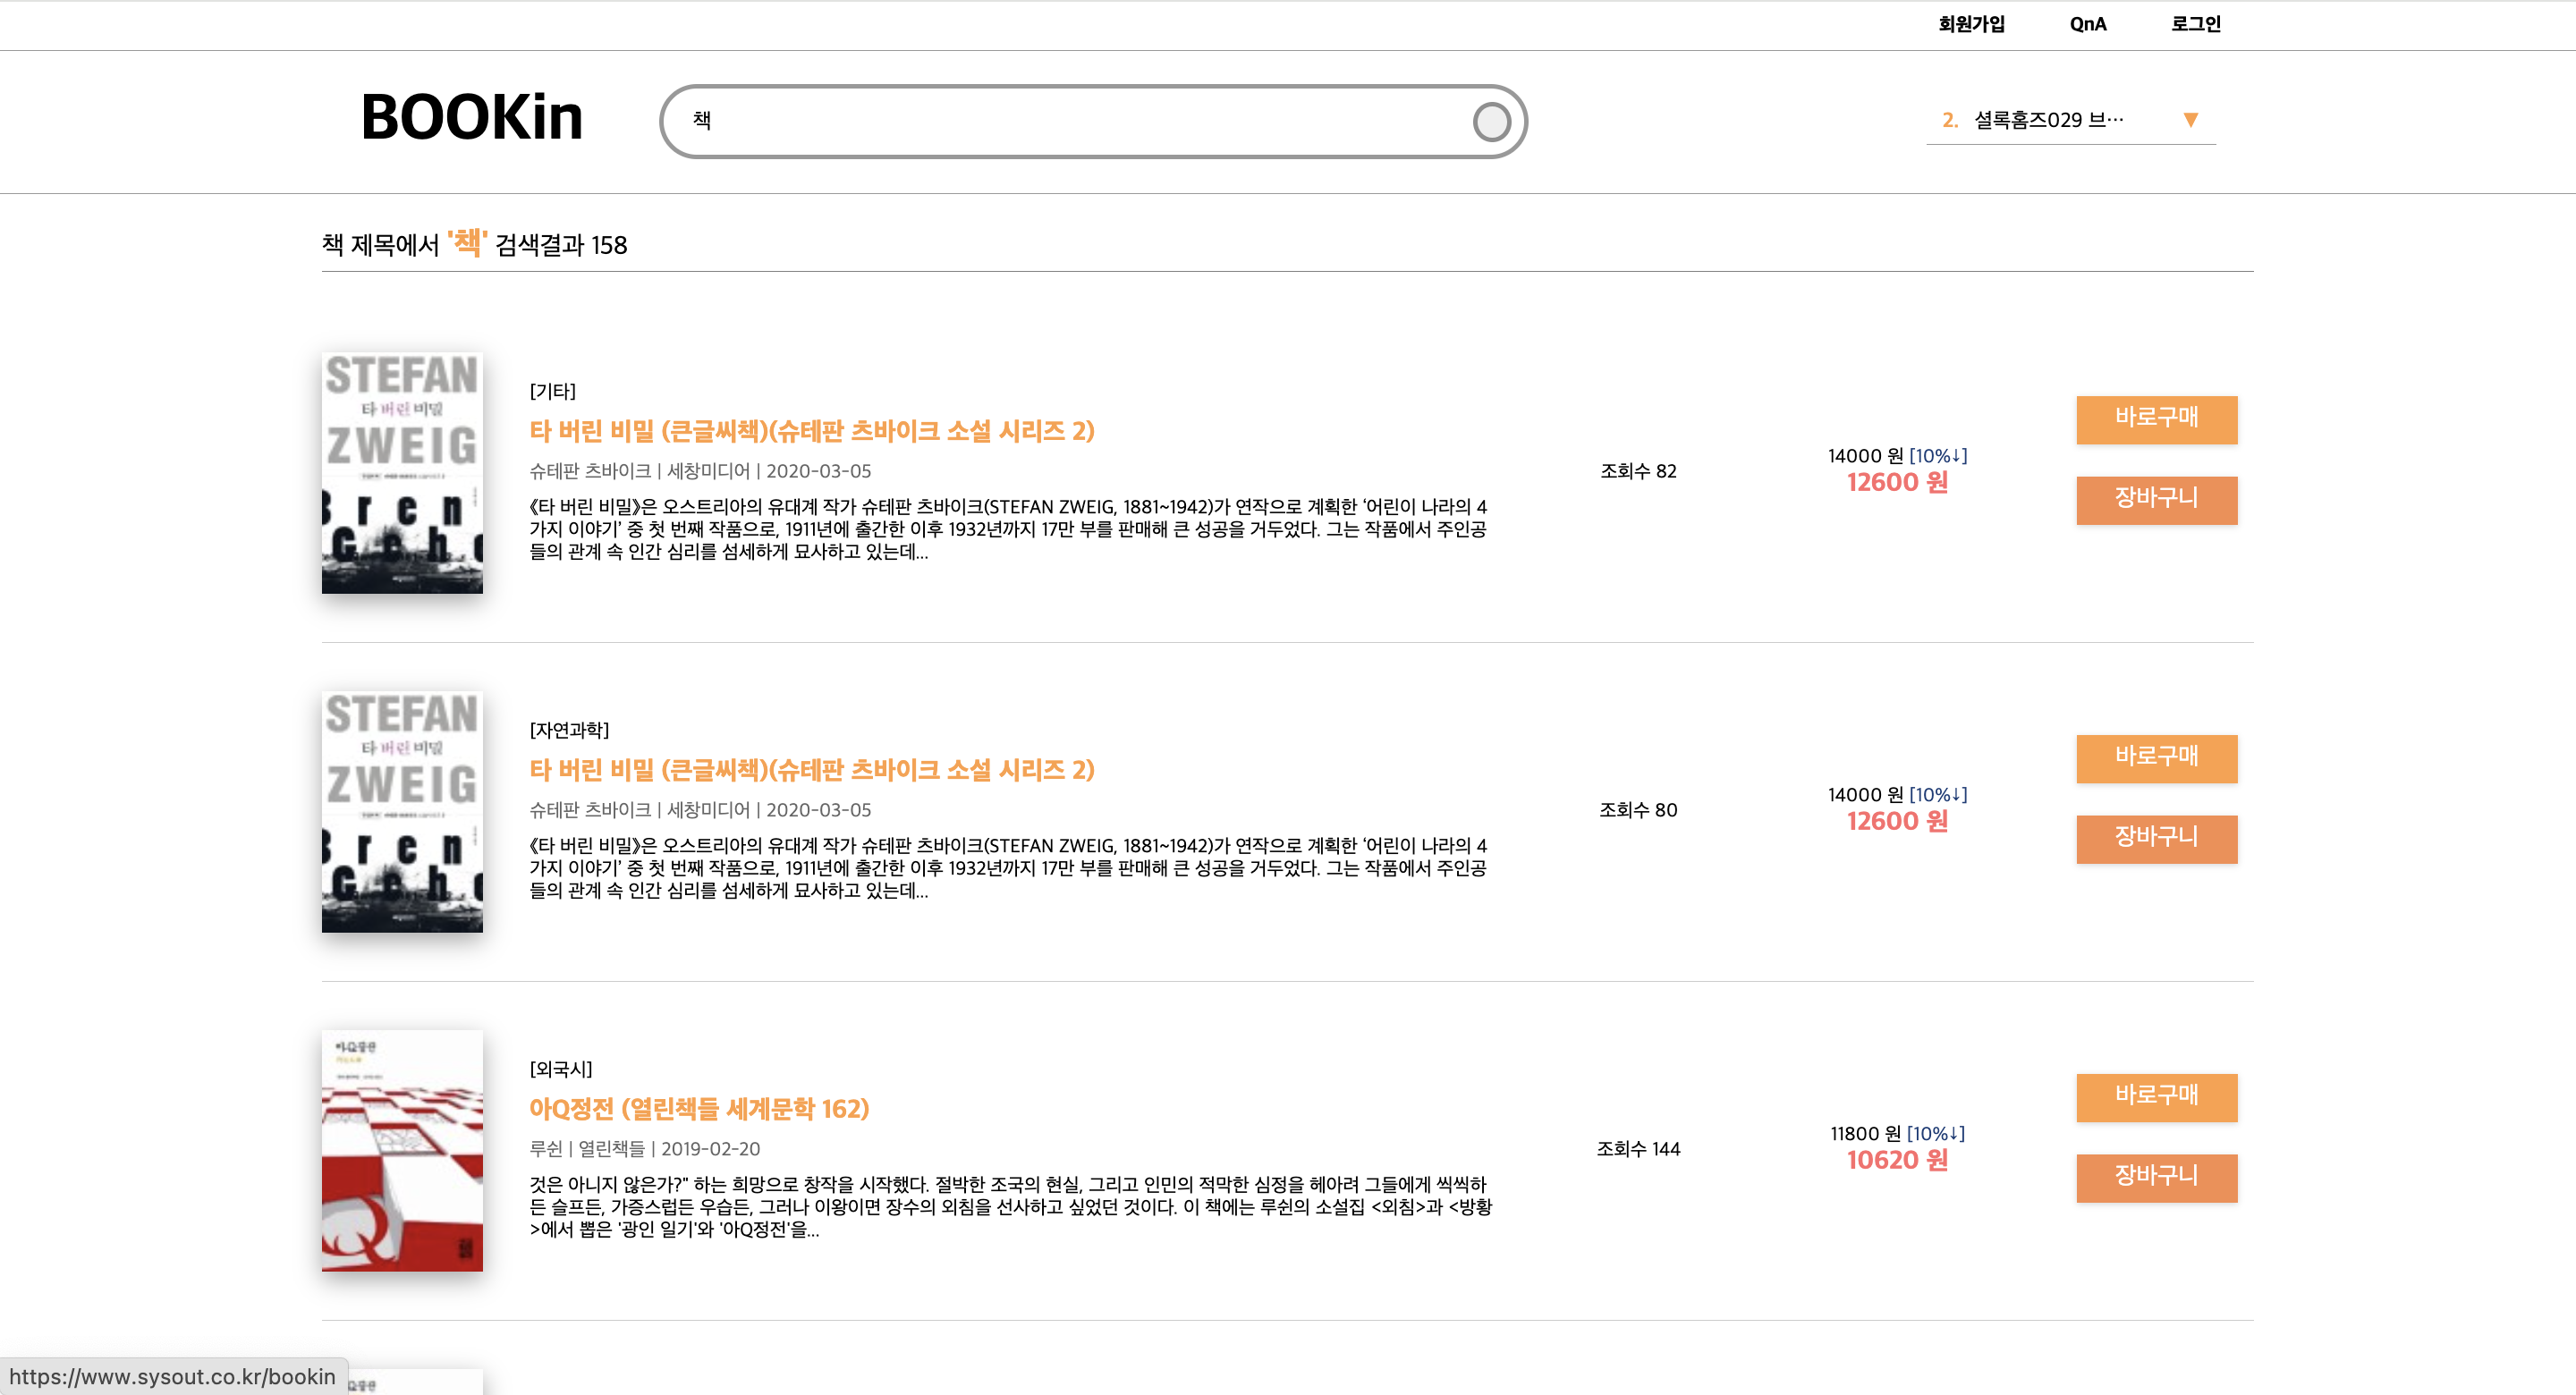 회원가입 QnA 로그인
BOOKin
책
2. 셜록홈즈029 브… ▼
책 제목에서 '책' 검색결과 158
STEFAN
타 버린 비밀
ZWEIG
Bren
Gehe
[기타]
타 버린 비밀 (큰글씨책)(슈테판 츠바이크 소설 시리즈 2)
슈테판 츠바이크 | 세창미디어 | 2020-03-05
《타 버린 비밀》은 오스트리아의 유대계 작가 슈테판 츠바이크(STEFAN ZWEIG, 1881~1942)가 연작으로 계획한 ‘어린이 나라의 4
가지 이야기’ 중 첫 번째 작품으로, 1911년에 출간한 이후 1932년까지 17만 부를 판매해 큰 성공을 거두었다. 그는 작품에서 주인공
들의 관계 속 인간 심리를 섬세하게 묘사하고 있는데...
조회수 82
14000 원 [10%↓]
12600 원
바로구매
장바구니
STEFAN
타 버린 비밀
ZWEIG
Bren
Gehe
[자연과학]
타 버린 비밀 (큰글씨책)(슈테판 츠바이크 소설 시리즈 2)
슈테판 츠바이크 | 세창미디어 | 2020-03-05
《타 버린 비밀》은 오스트리아의 유대계 작가 슈테판 츠바이크(STEFAN ZWEIG, 1881~1942)가 연작으로 계획한 ‘어린이 나라의 4
가지 이야기’ 중 첫 번째 작품으로, 1911년에 출간한 이후 1932년까지 17만 부를 판매해 큰 성공을 거두었다. 그는 작품에서 주인공
들의 관계 속 인간 심리를 섬세하게 묘사하고 있는데...
조회수 80
14000 원 [10%↓]
12600 원
바로구매
장바구니
아Q정전
[외국시]
아Q정전 (열린책들 세계문학 162)
루쉰 | 열린책들 | 2019-02-20
것은 아니지 않은가?" 하는 희망으로 창작을 시작했다. 절박한 조국의 현실, 그리고 인민의 적막한 심정을 헤아려 그들에게 씩씩하
든 슬프든, 가증스럽든 우습든, 그러나 이왕이면 장수의 외침을 선사하고 싶었던 것이다. 이 책에는 루쉰의 소설집 <외침>과 <방황
>에서 뽑은 '광인 일기'와 '아Q정전'을...
조회수 144
11800 원 [10%↓]
10620 원
바로구매
장바구니
https://www.sysout.co.kr/bookin